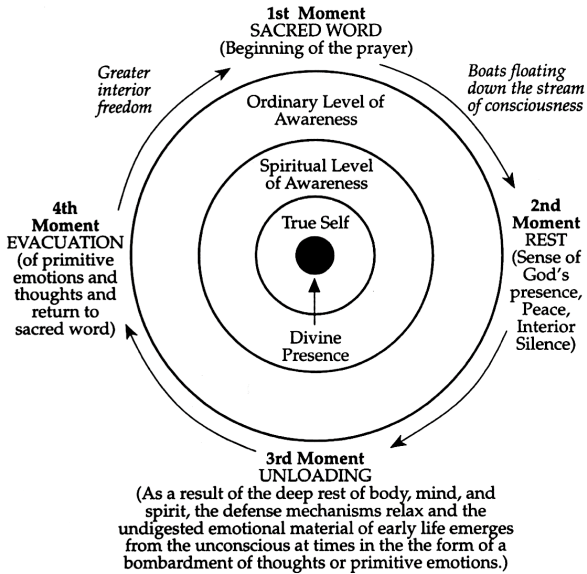 1st Moment
SACRED WORD
(Beginning of the prayer)
Greater
interior
freedom
Boats floating
down the stream
of consciousness
Ordinary Level of
Awareness
Spiritual Level
of Awareness
True Self
Divine
Presence
4th
Moment
EVACUATION
(of primitive
emotions and
thoughts and
return to
sacred word)
2nd
Moment
REST
(Sense of
God's
presence,
Peace,
Interior
Silence)
3rd Moment
UNLOADING
(As a result of the deep rest of body, mind, and
spirit, the defense mechanisms relax and the
undigested emotional material of early life emerges
from the unconscious at times in the the form of a
bombardment of thoughts or primitive emotions.)